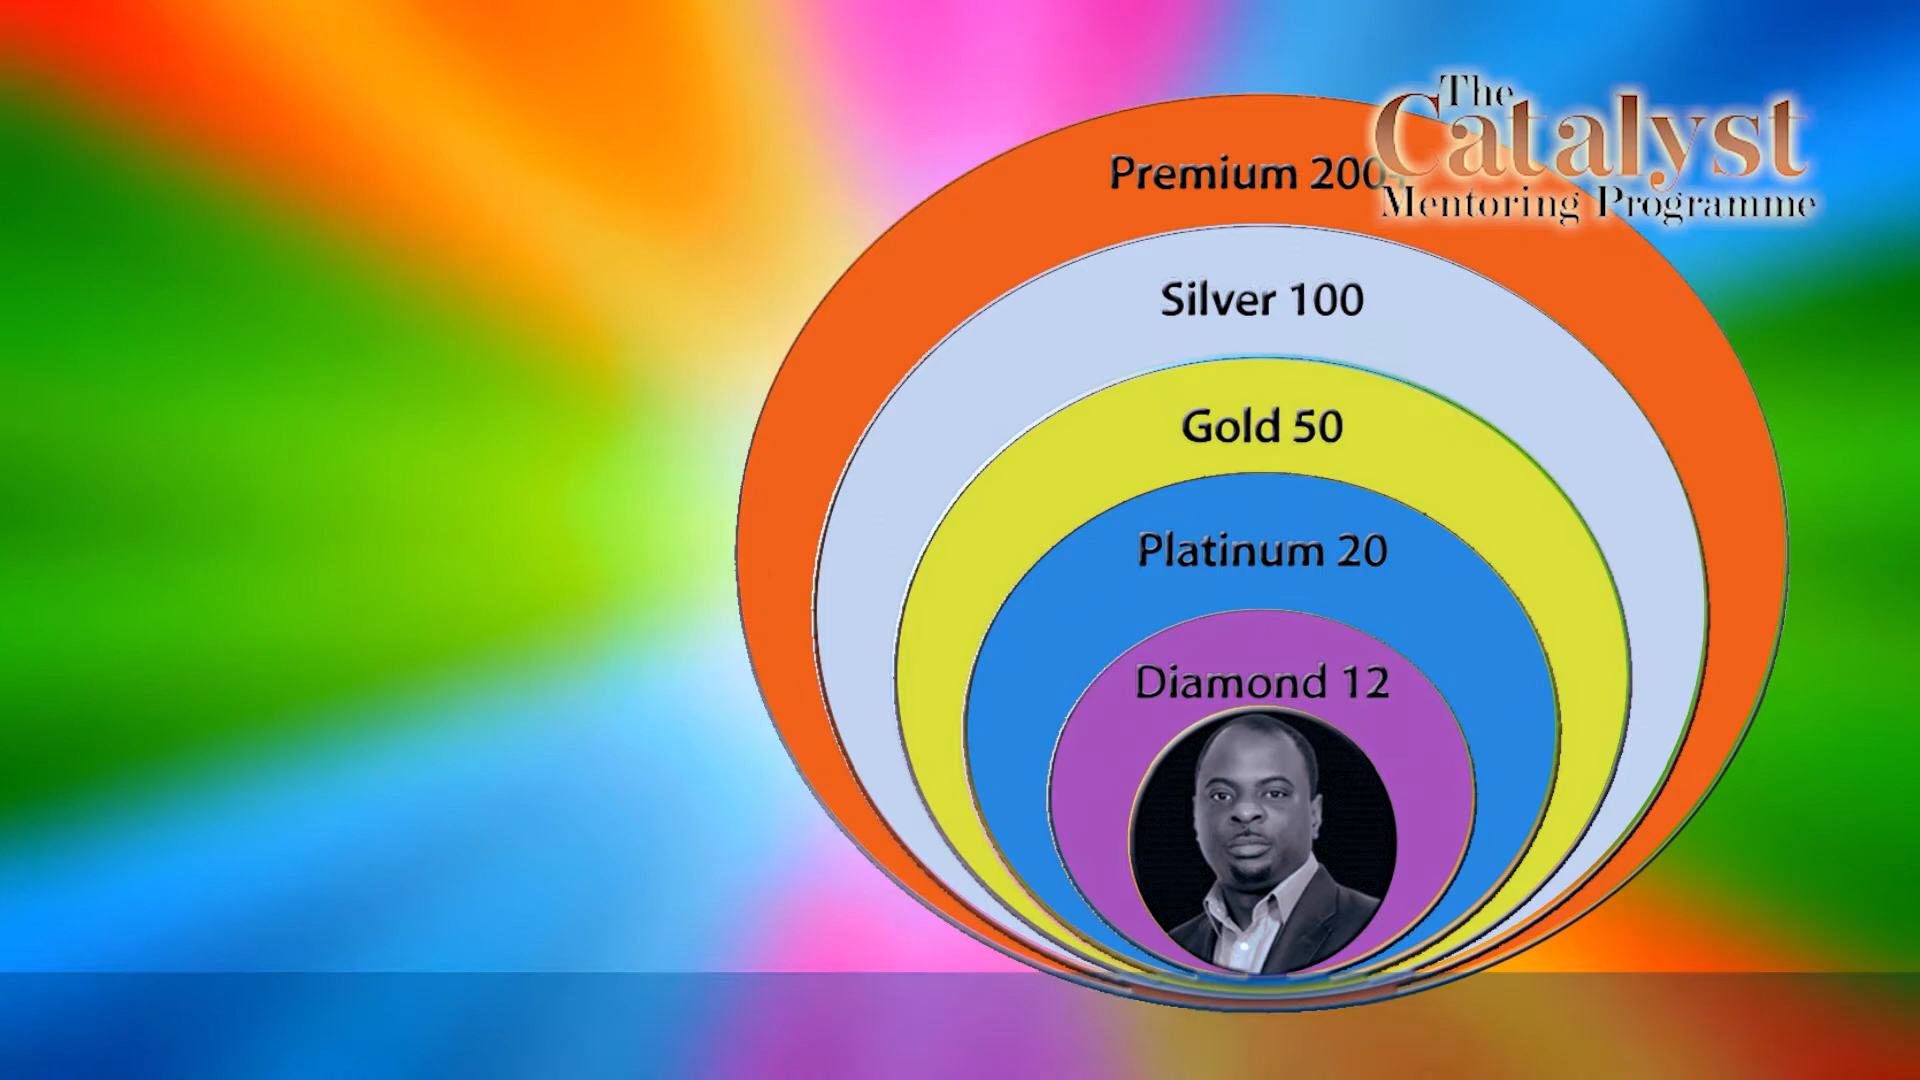 The
Catalyst
Mentoring Programme
Premium 200
Silver 100
Gold 50
Platinum 20
Diamond 12